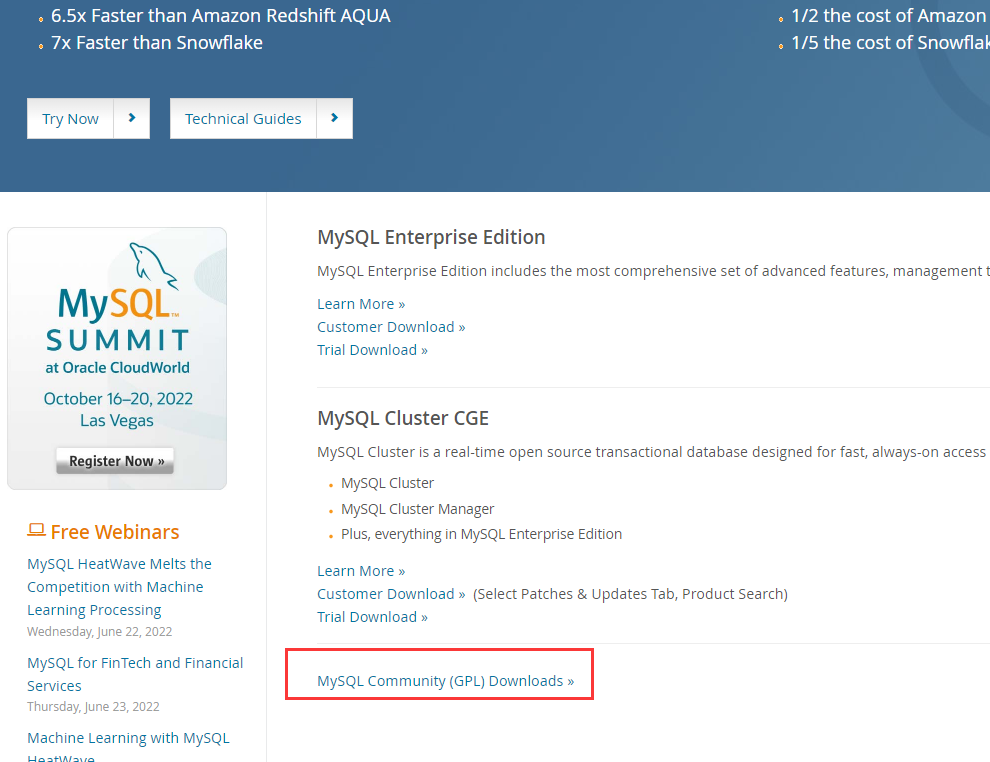 6.5x Faster than Amazon Redshift AQUA
7x Faster than Snowflake
1/2 the cost of Amazon
1/5 the cost of
Try Now
Technical Guides
MySQL™
SUMMIT
at Oracle CloudWorld
October 16–20, 2022
Las Vegas
Register Now »
Free Webinars
MySQL HeatWave Melts the
Competition with Machine
Learning Processing
Wednesday, June 22, 2022
MySQL for FinTech and Financial
Services
Thursday, June 23, 2022
Machine Learning with MySQL
HeatWave
MySQL Enterprise Edition
MySQL Enterprise Edition includes the most comprehensive set of advanced features, management
Learn More »
Customer Download »
Trial Download »
MySQL Cluster CGE
MySQL Cluster is a real-time open source transactional database designed for fast, always-on access
MySQL Cluster
MySQL Cluster Manager
Plus, everything in MySQL Enterprise Edition
Learn More »
Customer Download » (Select Patches & Updates Tab, Product Search)
Trial Download »
MySQL Community (GPL) Downloads »